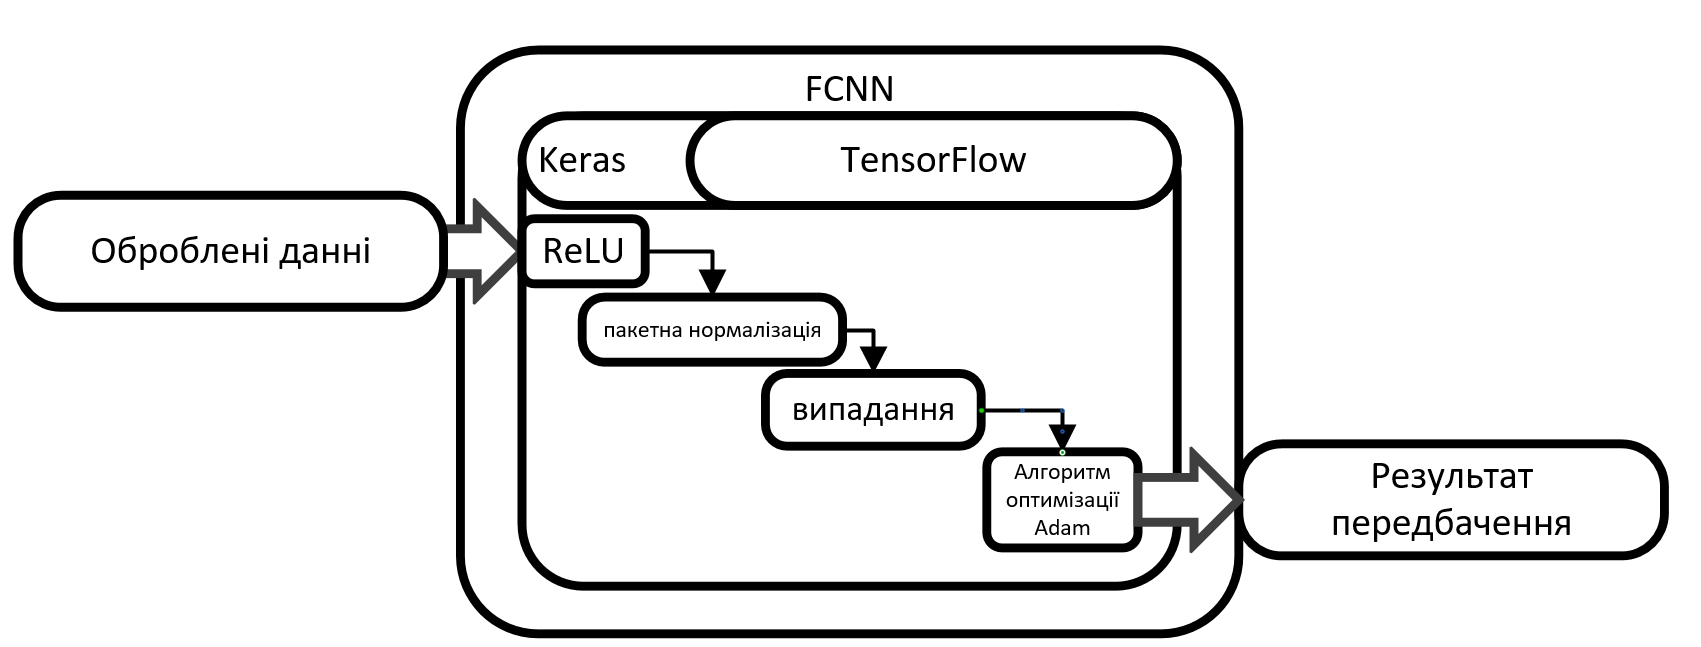 FCNN
Keras
TensorFlow
Оброблені данні
ReLU
пакетна нормалізація
випадання
Алгоритм
оптимізації
Adam
Результат
передбачення